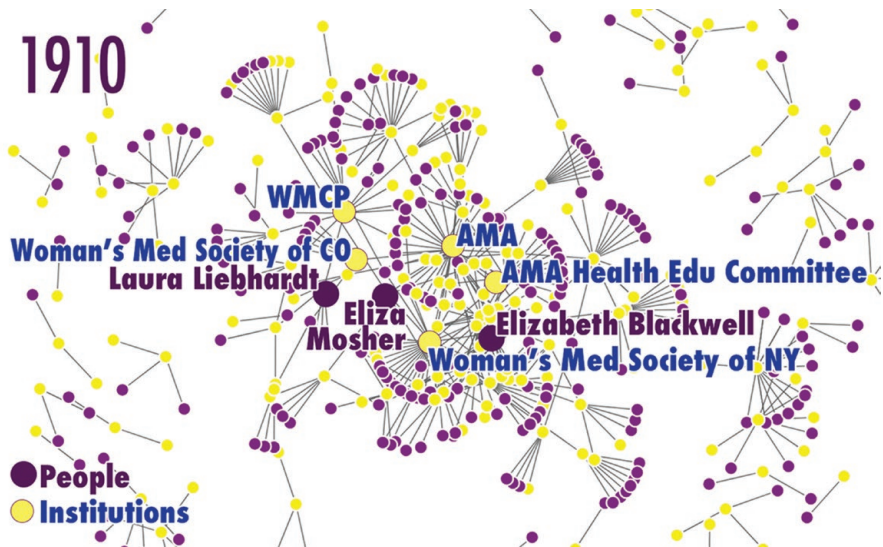 1910
WMCP
AMA
Woman's Med Society of CO
AMA Health Edu Committee
Laura Liebhardt
Eliza
Mosher
Elizabeth Blackwell
Woman's Med Society of NY
People
Institutions